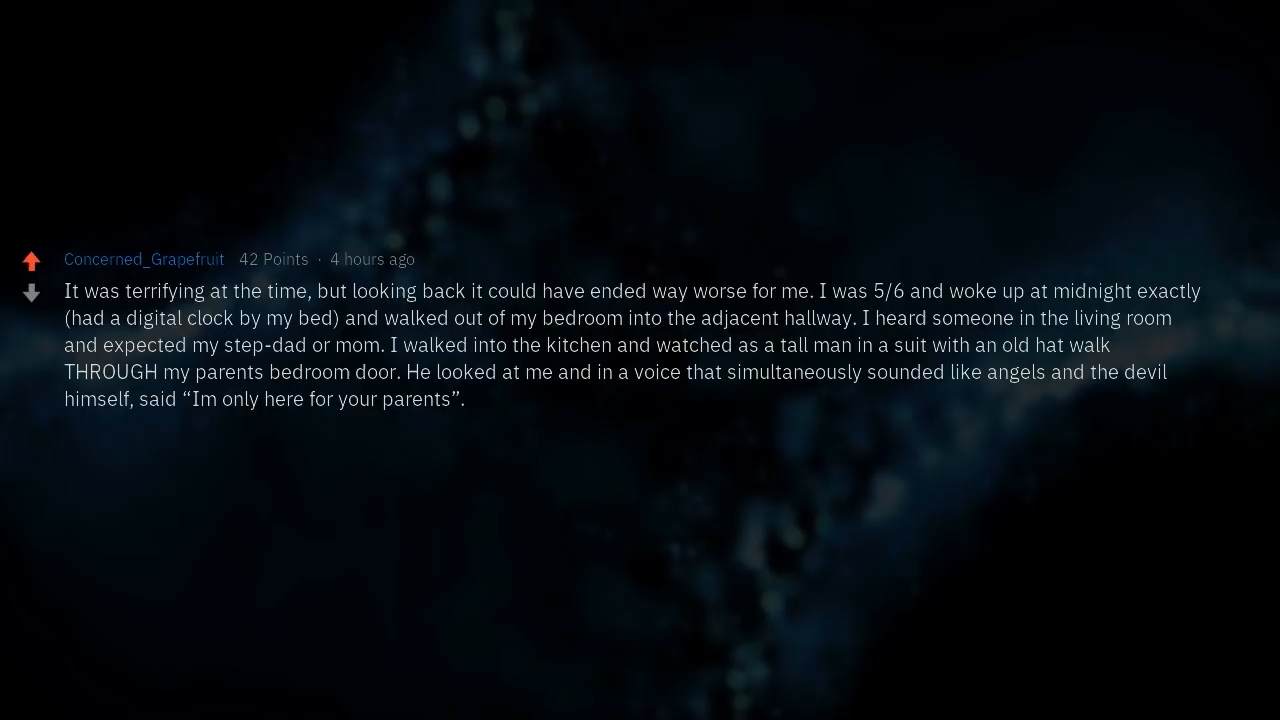 Concerned_Grapefruit 42 Points · 4 hours ago
It was terrifying at the time, but looking back it could have ended way worse for me. I was 5/6 and woke up at midnight exactly
(had a digital clock by my bed) and walked out of my bedroom into the adjacent hallway. I heard someone in the living room
and expected my step-dad or mom. I walked into the kitchen and watched as a tall man in a suit with an old hat walk
THROUGH my parents bedroom door. He looked at me and in a voice that simultaneously sounded like angels and the devil
himself, said “Im only here for your parents”.